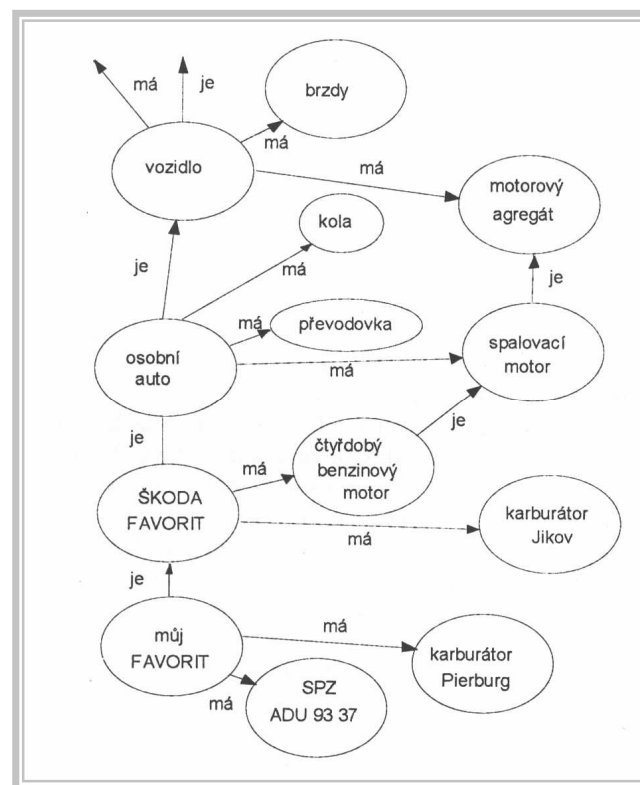 má
je
brzdy
má
vozidlo
má
motorový
agregát
kola
je
má
je
převodovka
má
spalovací
motor
osobní
auto
má
je
je
čtyřdobý
benzinový
motor
má
ŠKODA
FAVORIT
karburátor
Jikov
má
je
můj
FAVORIT
má
karburátor
Pierburg
má
SPZ
ADU 93 37